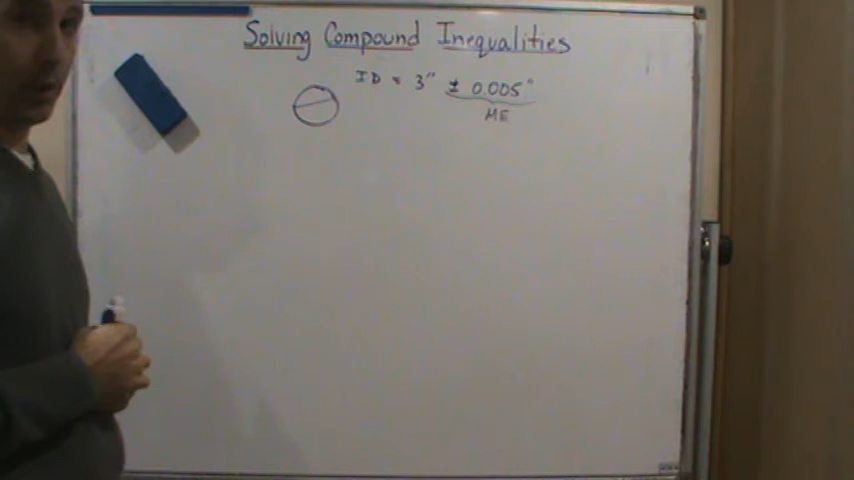 Solving Compound Inequalities
ID = 3" ± 0.005"
ME